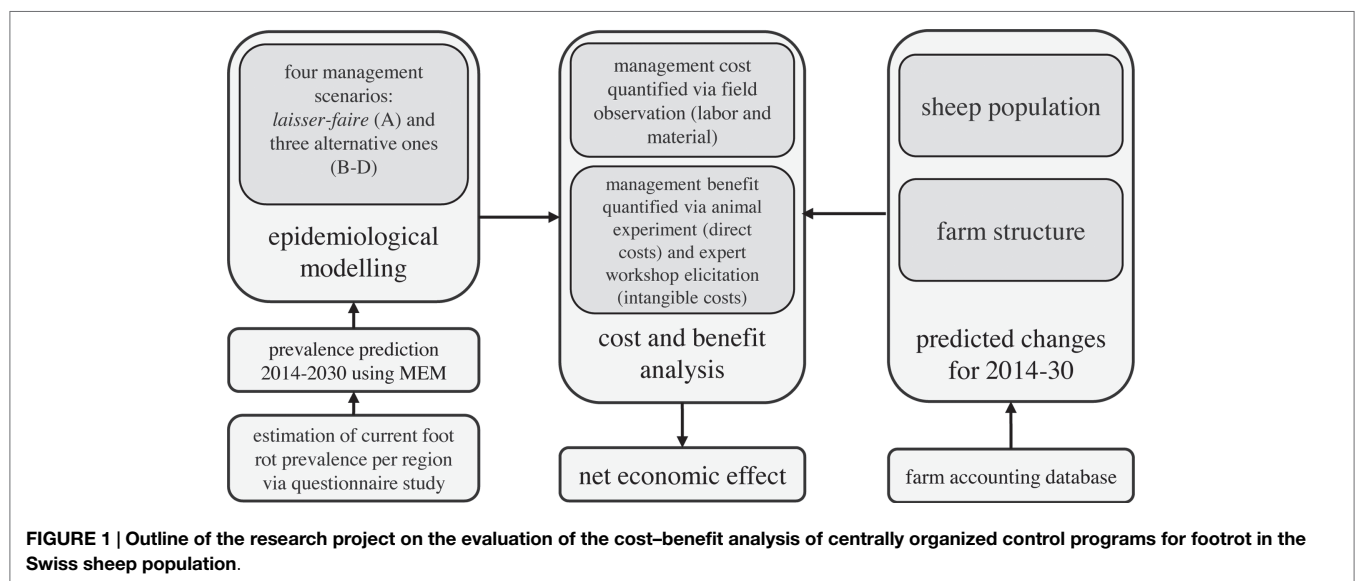 four management
scenarios:
laisser-faire (A) and
three alternative ones
(B-D)
epidemiological
modelling
prevalence prediction
2014-2030 using MEM
estimation of current foot
rot prevalence per region
via questionnaire study
management cost
quantified via field
observation (labor and
material)
management benefit
quantified via animal
experiment (direct
costs) and expert
workshop elicitation
(intangible costs)
cost and benefit
analysis
net economic effect
sheep population
farm structure
predicted changes
for 2014-30
farm accounting database
FIGURE 1 | Outline of the research project on the evaluation of the cost–benefit analysis of centrally organized control programs for footrot in the
Swiss sheep population.